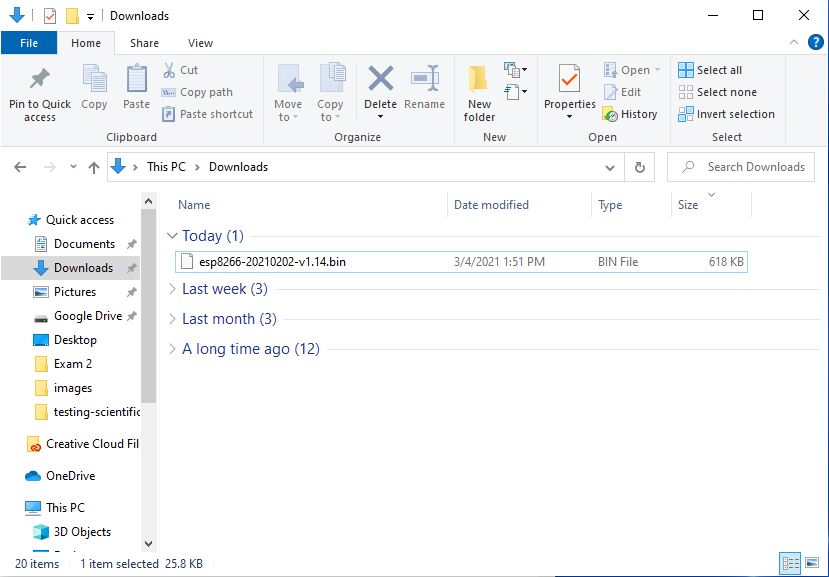 Downloads
File Home Share View
Pin to Quick access
Copy
Paste
Cut
Copy path
Paste shortcut
Clipboard
Move to
Copy to
Delete
Rename
Organize
New folder
New
Properties
Open
Edit
History
Open
Select all
Select none
Invert selection
Select
This PC Downloads
Search Downloads
Quick access
Documents
Downloads
Pictures
Google Drive
Desktop
Exam 2
images
testing-scientific
Creative Cloud Fil
OneDrive
This PC
3D Objects
Name Date modified Type Size
Today (1)
esp8266-20210202-v1.14.bin 3/4/2021 1:51 PM BIN File 618 KB
Last week (3)
Last month (3)
A long time ago (12)
20 items 1 item selected 25.8 KB